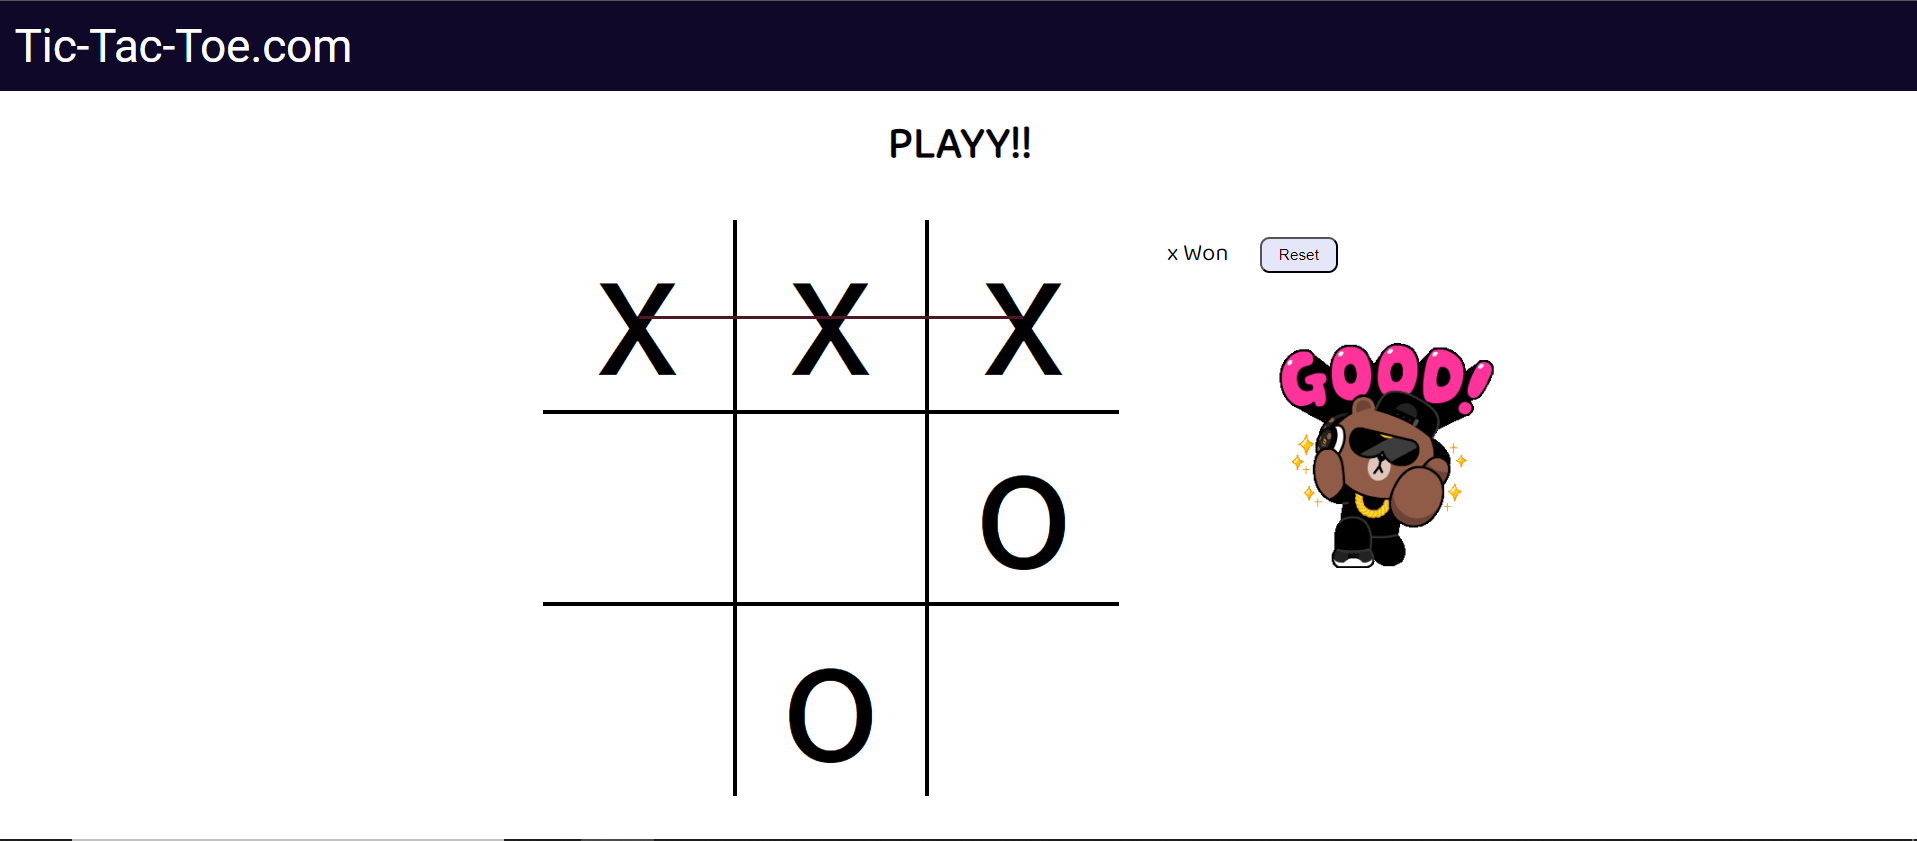 Tic-Tac-Toe.com
PLAYY!!
x Won Reset
X X X
GOOD!
O
O